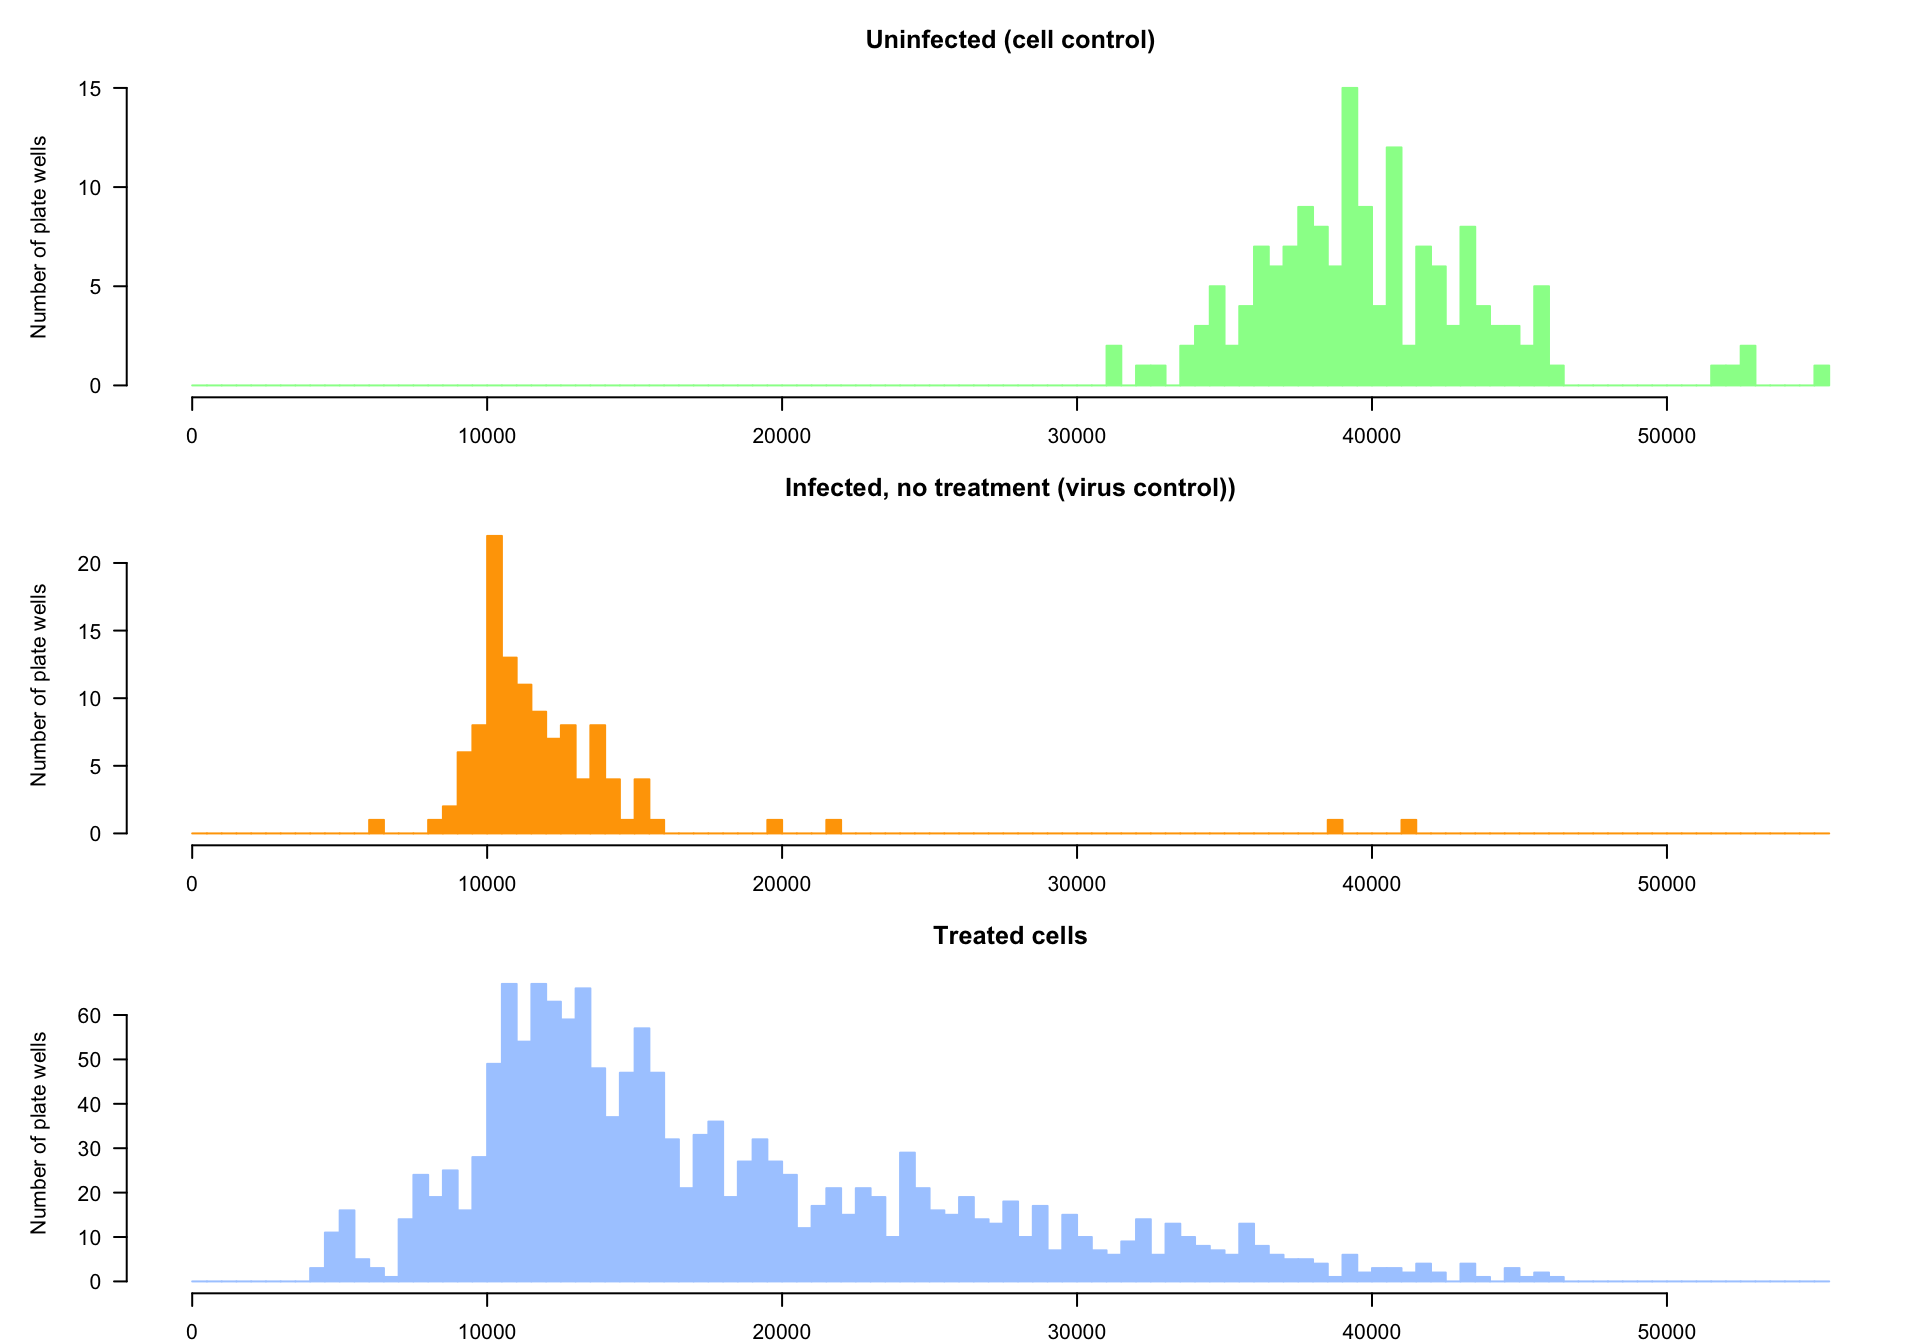 Uninfected (cell control)
Number of plate wells
15
10
5
0
0 10000 20000 30000 40000 50000
Infected, no treatment (virus control))
Number of plate wells
20
15
10
5
0
0 10000 20000 30000 40000 50000
Treated cells
Number of plate wells
60
50
40
30
20
10
0
0 10000 20000 30000 40000 50000